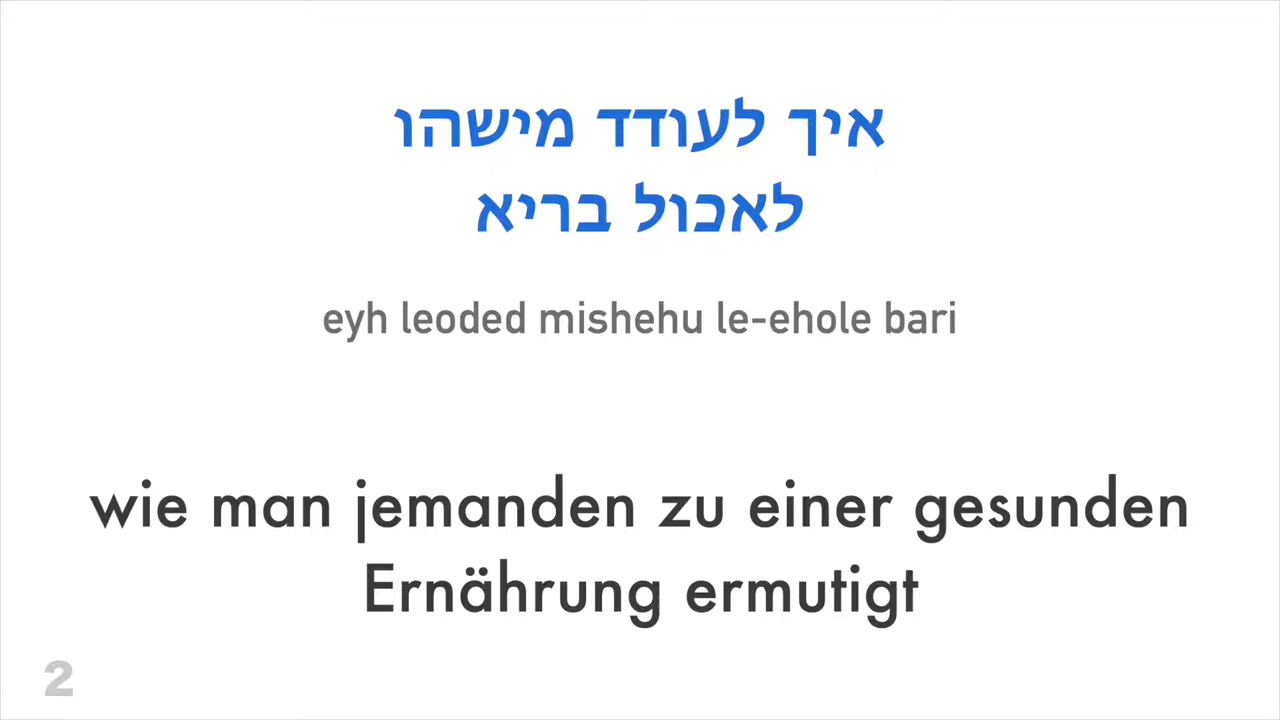 איך לעודד מישהו
לאכול בריא
eyh leoded mishehu le-ehole bari
wie man jemanden zu einer gesunden
Ernährung ermutigt
2